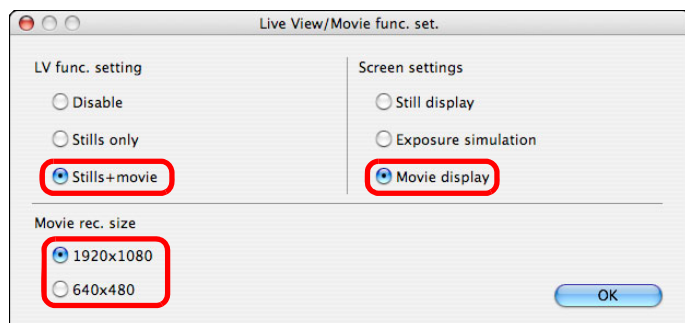 Live View/Movie func. set.
LV func. setting
Disable
Stills only
Stills+movie
Screen settings
Still display
Exposure simulation
Movie display
Movie rec. size
1920x1080
640x480
OK